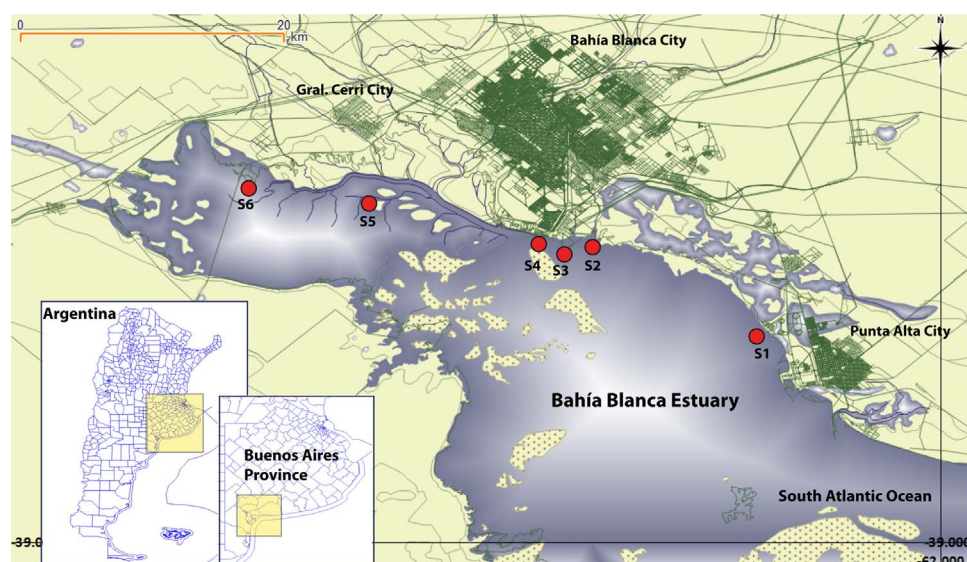 0
20
km
N
Bahía Blanca City
Gral. Cerri City
S6
S5
S4
S3
S2
S1
Argentina
Punta Alta City
Bahía Blanca Estuary
Buenos Aires
Province
South Atlantic Ocean
-39.0
-39.000
-62.000